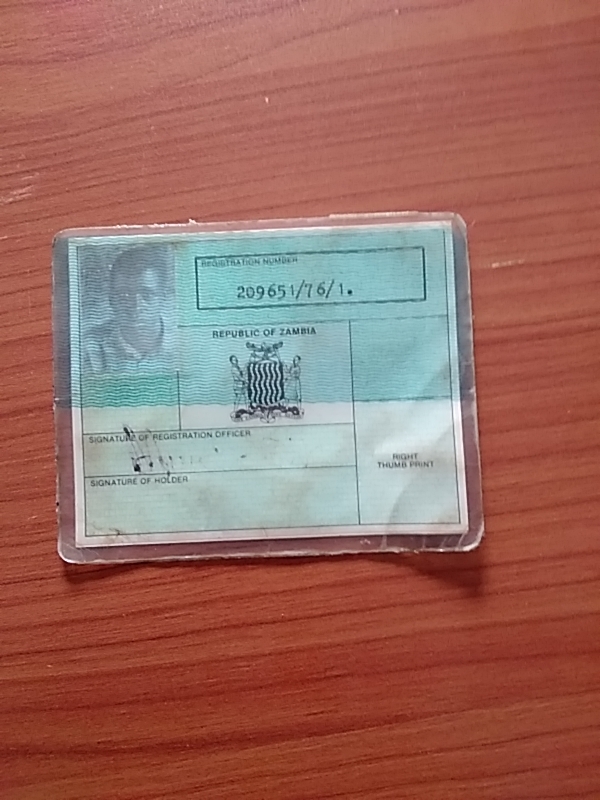 REGISTRATION NUMBER
209651/76/1.
REPUBLIC OF ZAMBIA
SIGNATURE OF REGISTRATION OFFICER
SIGNATURE OF HOLDER
RIGHT
THUMB PRINT